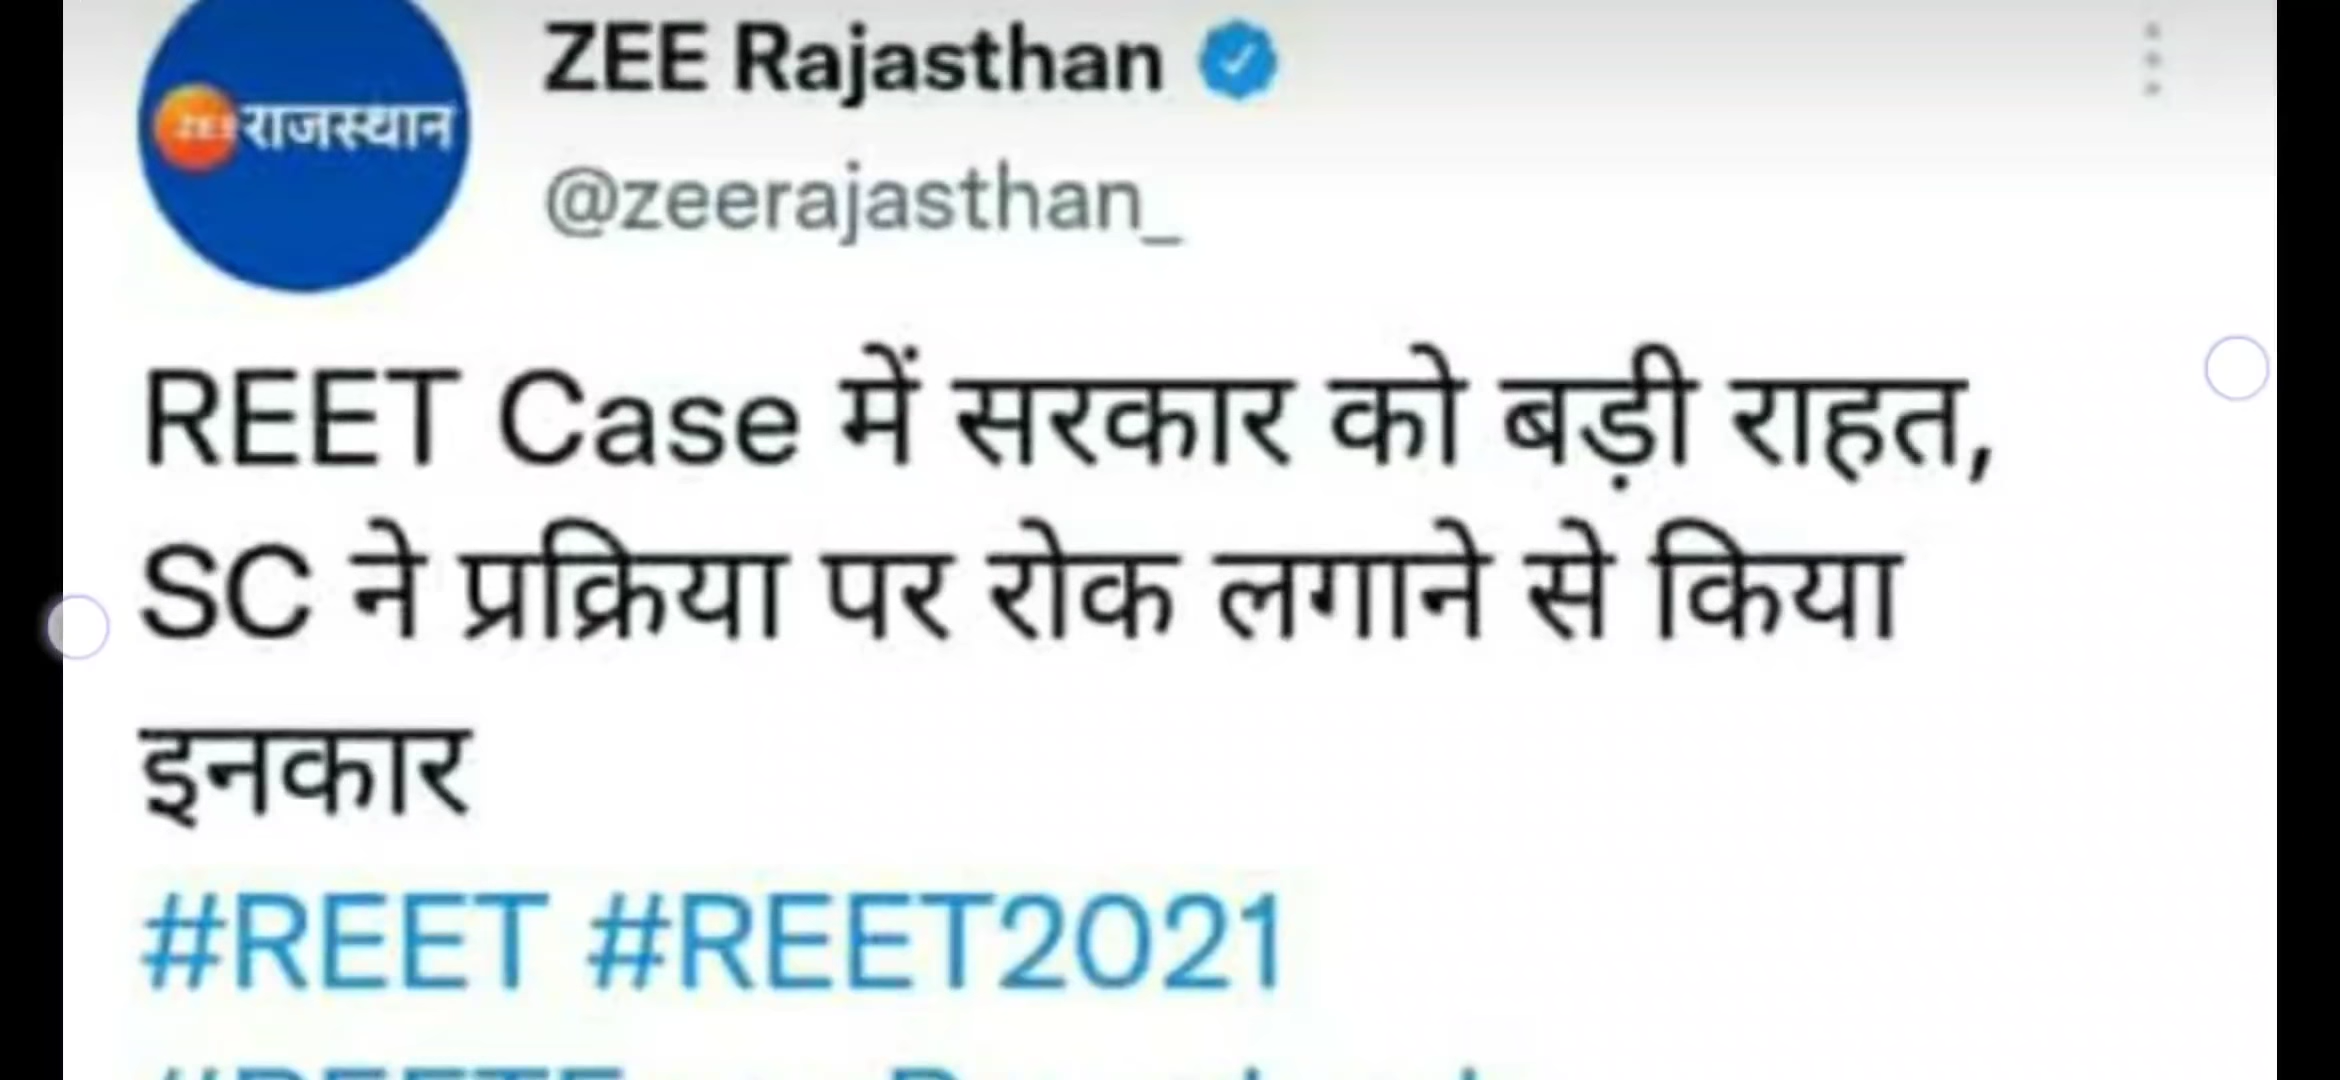 ZEE Rajasthan
राजस्थान
@zeerajasthan_
REET Case में सरकार को बड़ी राहत,
SC ने प्रक्रिया पर रोक लगाने से किया
इनकार
#REET #REET2021